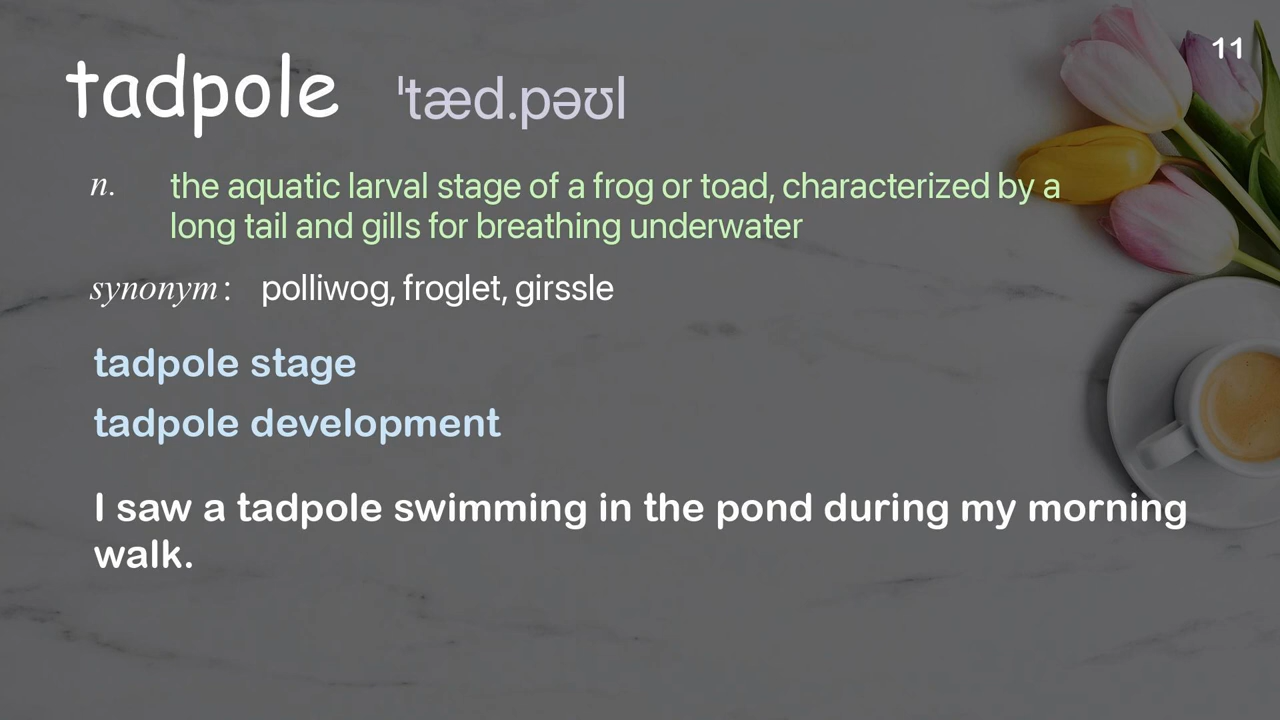 11
tadpole ˈtæd.pəʊl
n. the aquatic larval stage of a frog or toad, characterized by a
long tail and gills for breathing underwater
synonym: polliwog, froglet, girssle
tadpole stage
tadpole development
I saw a tadpole swimming in the pond during my morning
walk.